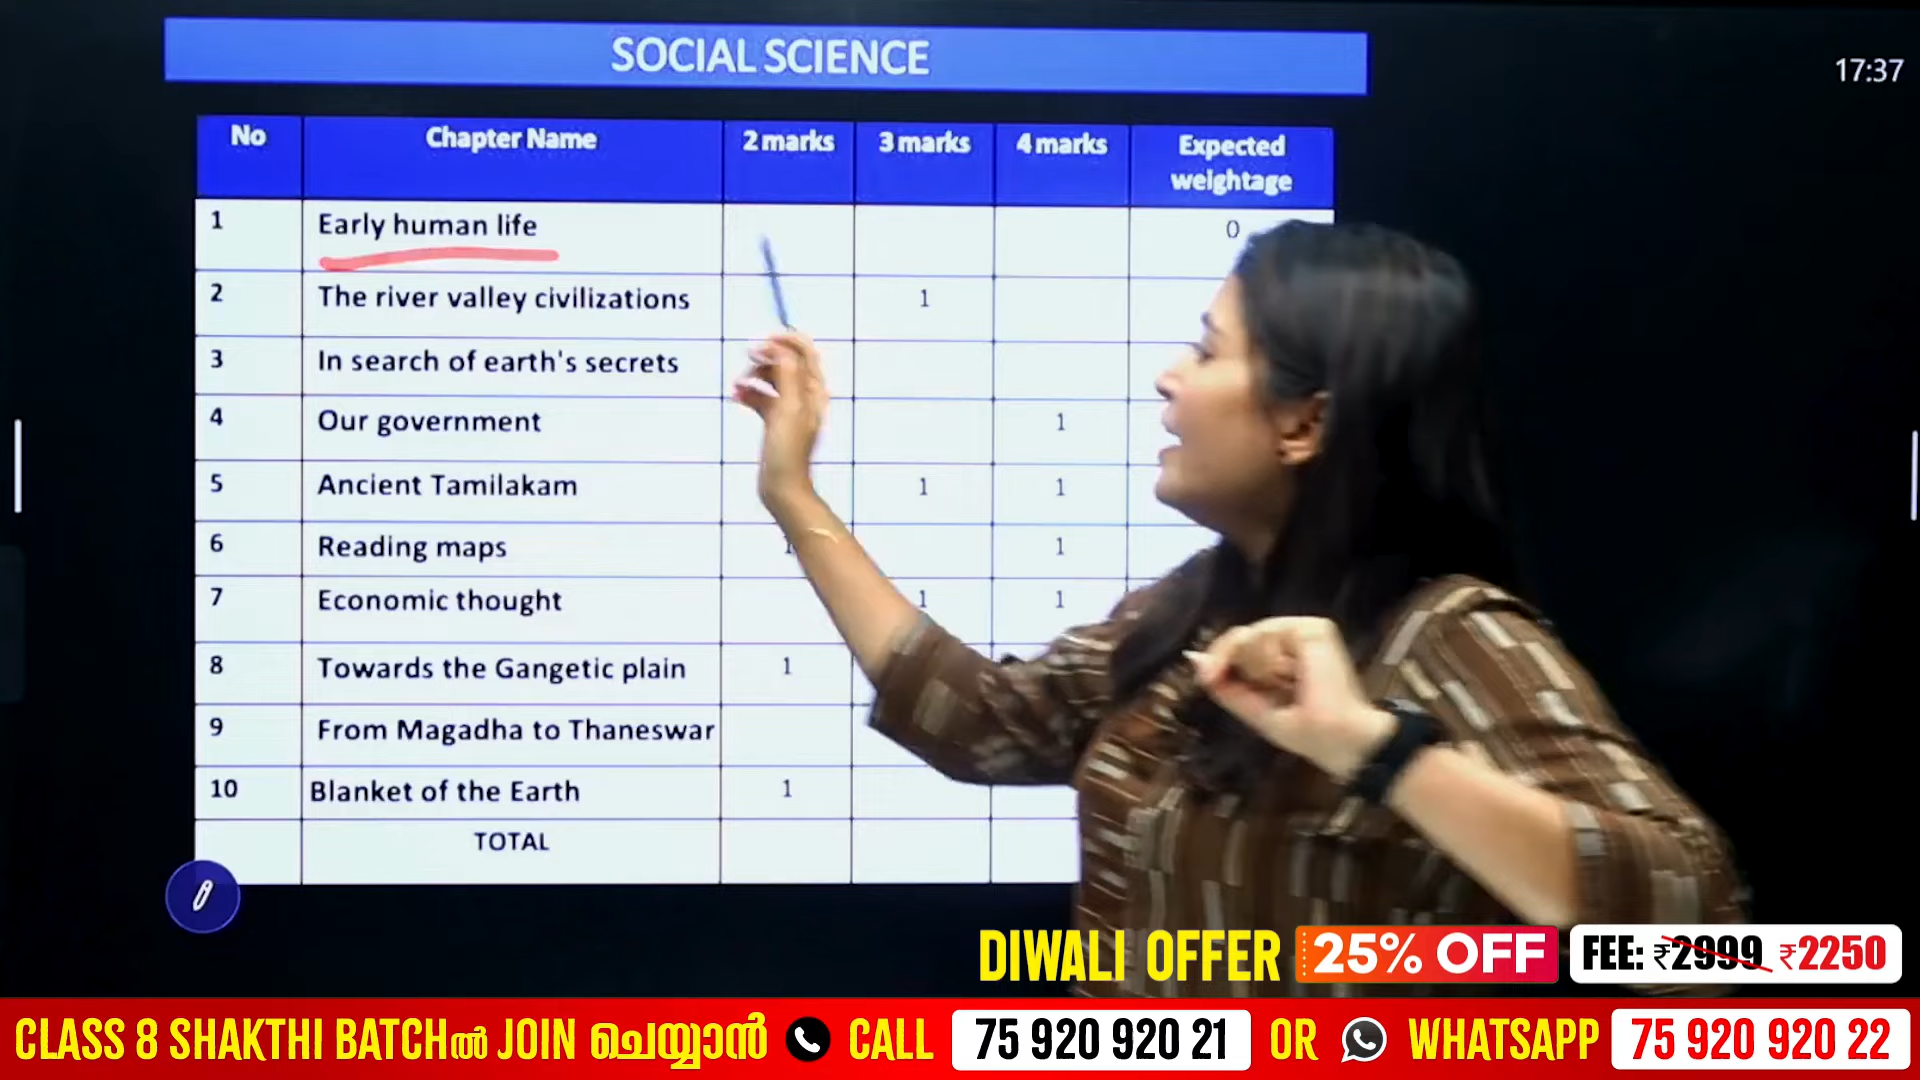 SOCIAL SCIENCE
17:37
No Chapter Name 2 marks 3 marks 4 marks Expected weightage
1 Early human life 0
2 The river valley civilizations 1
3 In search of earth's secrets
4 Our government 1
5 Ancient Tamilakam 1 1
6 Reading maps 1 1
7 Economic thought 1 1
8 Towards the Gangetic plain 1
9 From Magadha to Thaneswar
10 Blanket of the Earth 1
TOTAL
DIWALI OFFER 25% OFF FEE: ₹2999 ₹2250
CLASS 8 SHAKTHI BATCHൽ JOIN ചെയ്യാൻ CALL 75 920 920 21 OR WHATSAPP 75 920 920 22